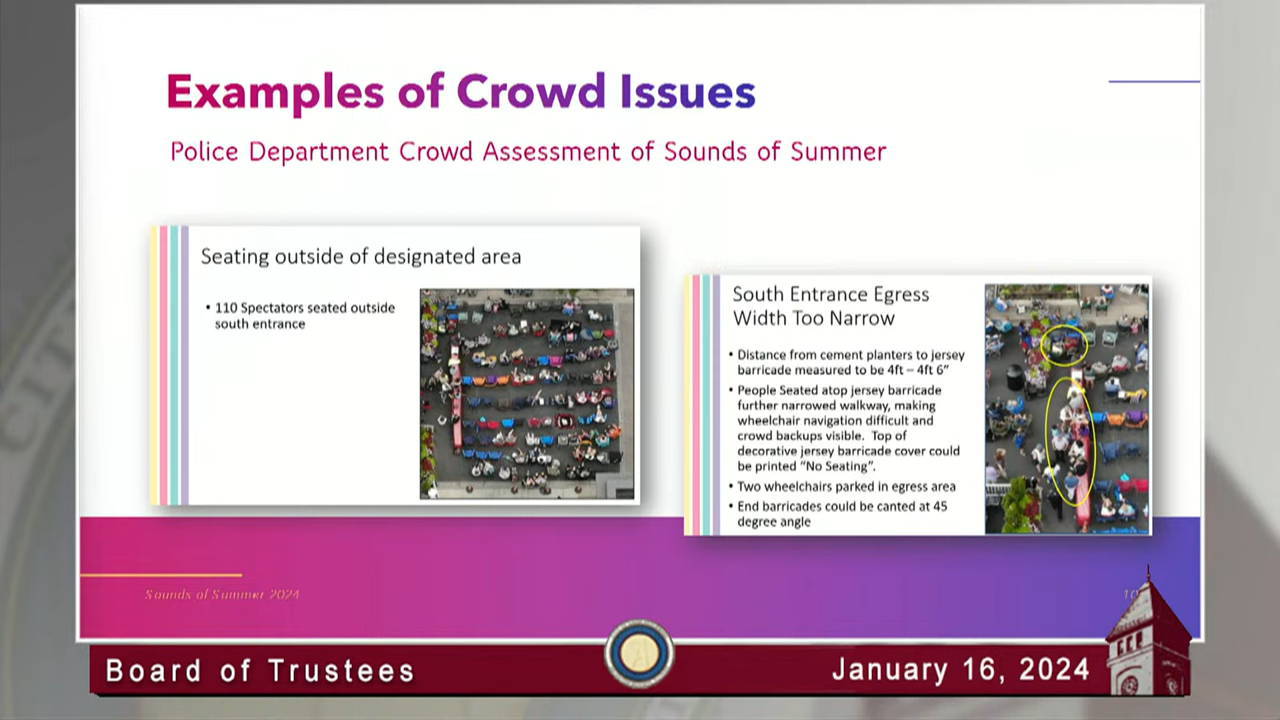 Examples of Crowd Issues
Police Department Crowd Assessment of Sounds of Summer
Seating outside of designated area
• 110 Spectators seated outside
south entrance
South Entrance Egress
Width Too Narrow
• Distance from cement planters to jersey
barricade measured to be 4ft – 4ft 6”
• People Seated atop jersey barricade
further narrowed walkway, making
wheelchair navigation difficult and
crowd backups visible. Top of
decorative jersey barricade cover could
be printed “No Seating”.
• Two wheelchairs parked in egress area
• End barricades could be canted at 45
degree angle
Sounds of Summer 2024
Board of Trustees
January 16, 2024